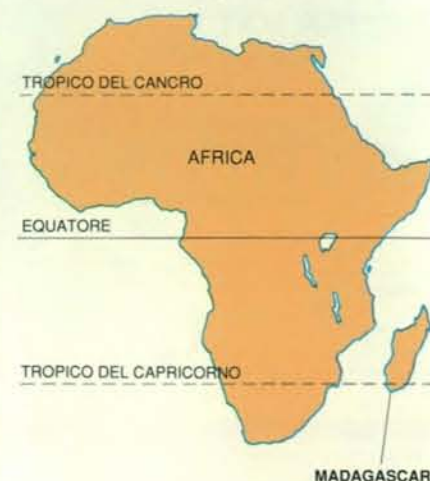 TROPICO DEL CANCRO
AFRICA
EQUATORE
TROPICO DEL CAPRICORNO
MADAGASCAR